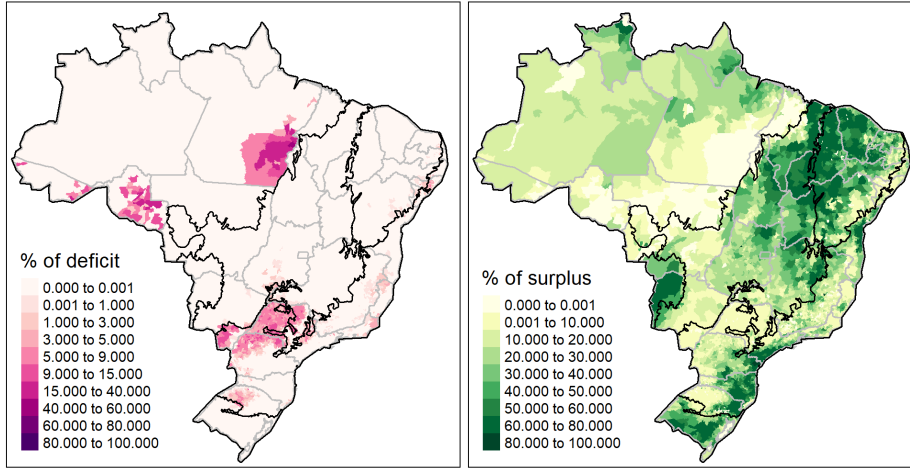 % of deficit
0.000 to 0.001
0.001 to 1.000
1.000 to 3.000
3.000 to 5.000
5.000 to 9.000
9.000 to 15.000
15.000 to 40.000
40.000 to 60.000
60.000 to 80.000
80.000 to 100.000
% of surplus
0.000 to 0.001
0.001 to 10.000
10.000 to 20.000
20.000 to 30.000
30.000 to 40.000
40.000 to 50.000
50.000 to 60.000
60.000 to 80.000
80.000 to 100.000